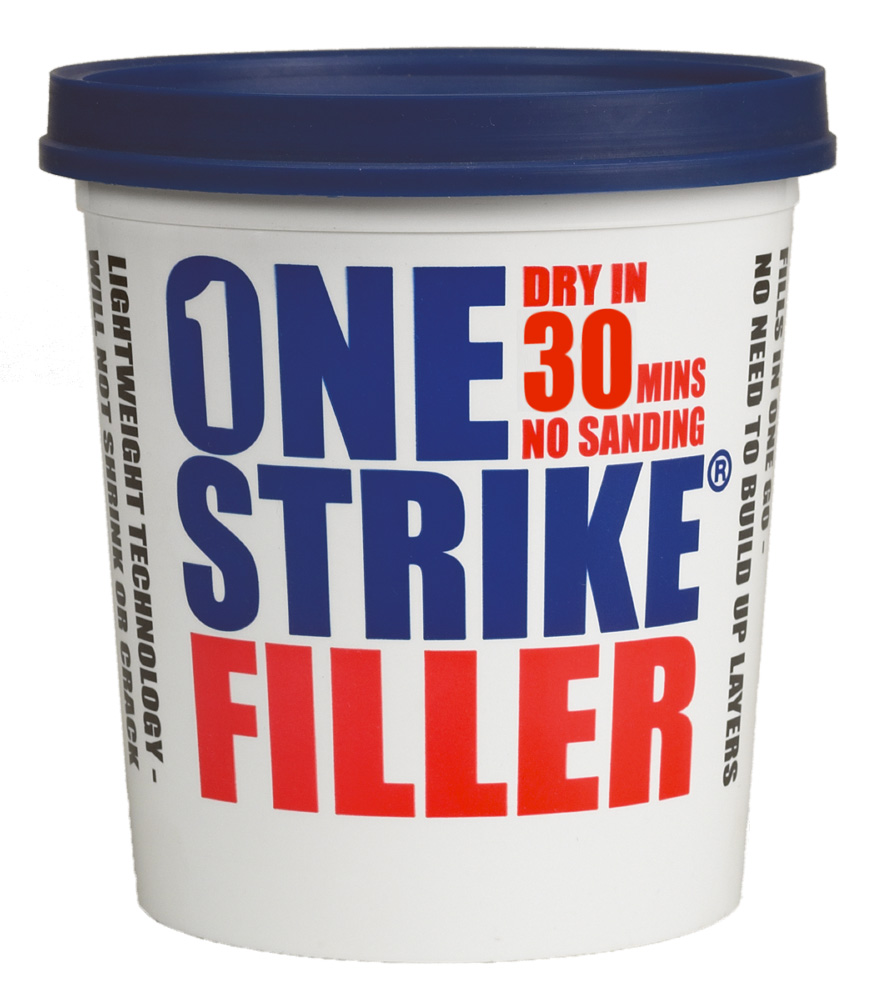 ONE
1
DRY IN
30 MINS
NO SANDING
STRIKE®
FILLER
LIGHTWEIGHT TECHNOLOGY -
WILL NOT SHRINK OR CRACK
FILLS IN ONE GO -
NO NEED TO BUILD UP LAYERS